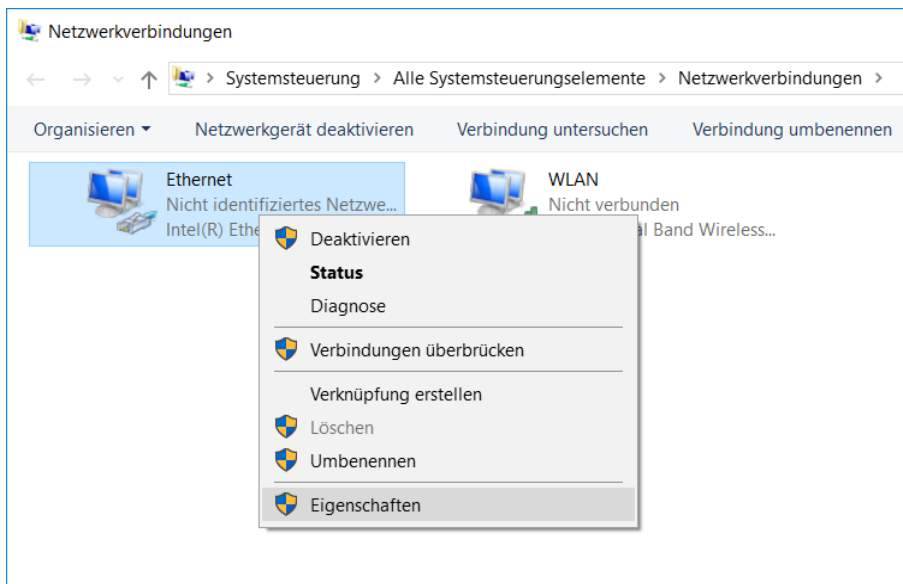 Netzwerkverbindungen
Systemsteuerung > Alle Systemsteuerungselemente > Netzwerkverbindungen >
Organisieren Netzwerkgerät deaktivieren Verbindung untersuchen Verbindung umbenennen
Ethernet
Nicht identifiziertes Netzwe...
Intel(R) Ethe
WLAN
Nicht verbunden
al Band Wireless...
Deaktivieren
Status
Diagnose
Verbindungen überbrücken
Verknüpfung erstellen
Löschen
Umbenennen
Eigenschaften